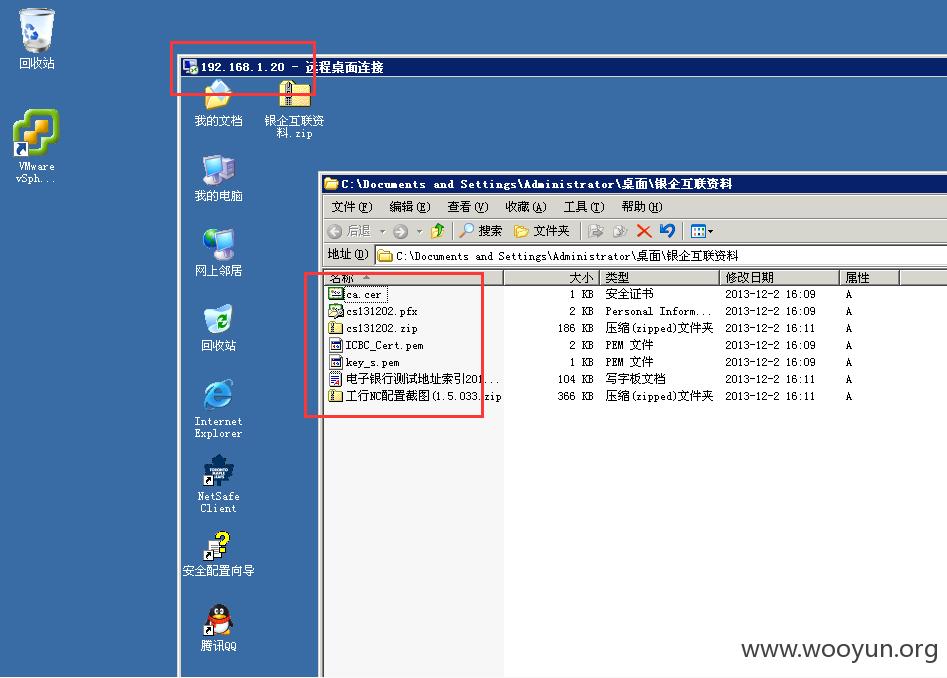 回收站
VMware
vSph...
192.168.1.20 - 远程桌面连接
我的文档
银企互联资
料.zip
我的电脑
网上邻居
回收站
Internet
Explorer
TORONTO
MAPLE
LEAFS
NetSafe
Client
安全配置向导
腾讯QQ
C:\Documents and Settings\Administrator\桌面\银企互联资料
文件(F) 编辑(E) 查看(V) 收藏(A) 工具(T) 帮助(H)
后退 搜索 文件夹
地址(D) C:\Documents and Settings\Administrator\桌面\银企互联资料
名称 大小 类型 修改日期 属性
ca.cer 1 KB 安全证书 2013-12-2 16:09 A
cs131202.pfx 2 KB Personal Inform... 2013-12-2 16:09 A
cs131202.zip 186 KB 压缩(zipped)文件夹 2013-12-2 16:11 A
ICBC_Cert.pem 2 KB PEM 文件 2013-12-2 16:09 A
key_s.pem 1 KB PEM 文件 2013-12-2 16:09 A
电子银行测试地址索引201... 104 KB 写字板文档 2013-12-2 16:11 A
工行NC配置截图(1.5.033.zip 366 KB 压缩(zipped)文件夹 2013-12-2 16:11 A
www.wooyun.org